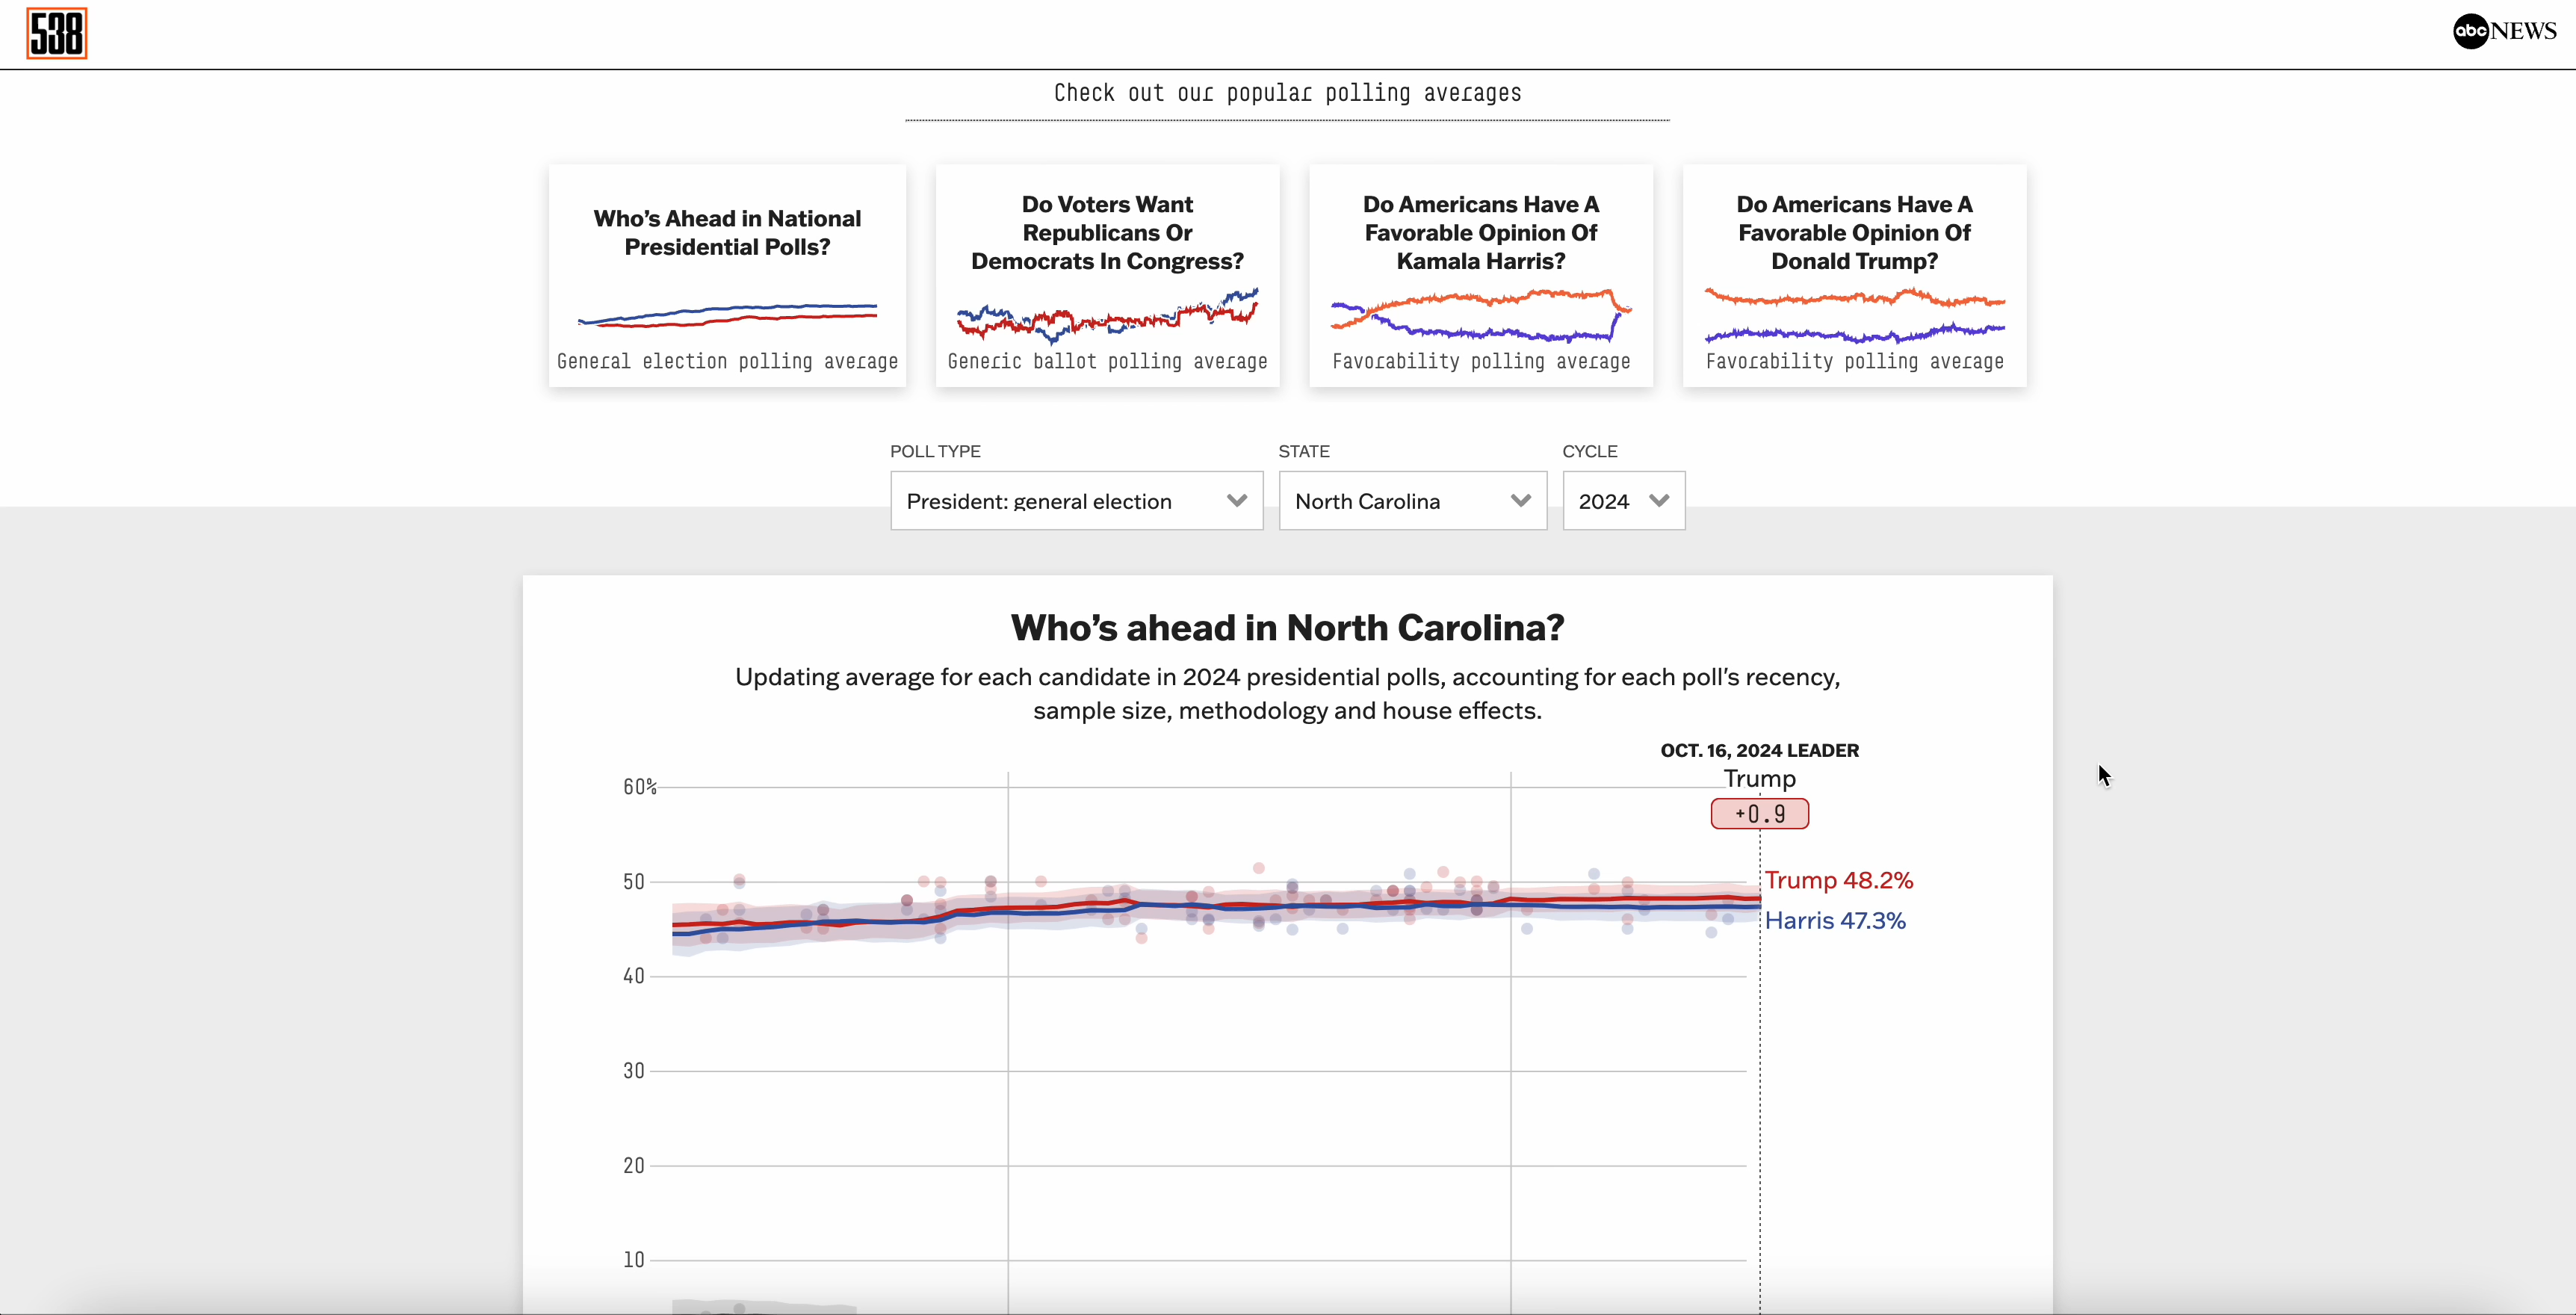 538
abc NEWS
Check out our popular polling averages
Who's Ahead in National
Presidential Polls?
General election polling average
Do Voters Want
Republicans Or
Democrats In Congress?
Generic ballot polling average
Do Americans Have A
Favorable Opinion Of
Kamala Harris?
Favorability polling average
Do Americans Have A
Favorable Opinion Of
Donald Trump?
Favorability polling average
POLL TYPE
President: general election
STATE
North Carolina
CYCLE
2024
Who’s ahead in North Carolina?
Updating average for each candidate in 2024 presidential polls, accounting for each poll’s recency,
sample size, methodology and house effects.
OCT. 16, 2024 LEADER
Trump
+0.9
60%
50
Trump 48.2%
Harris 47.3%
40
30
20
10